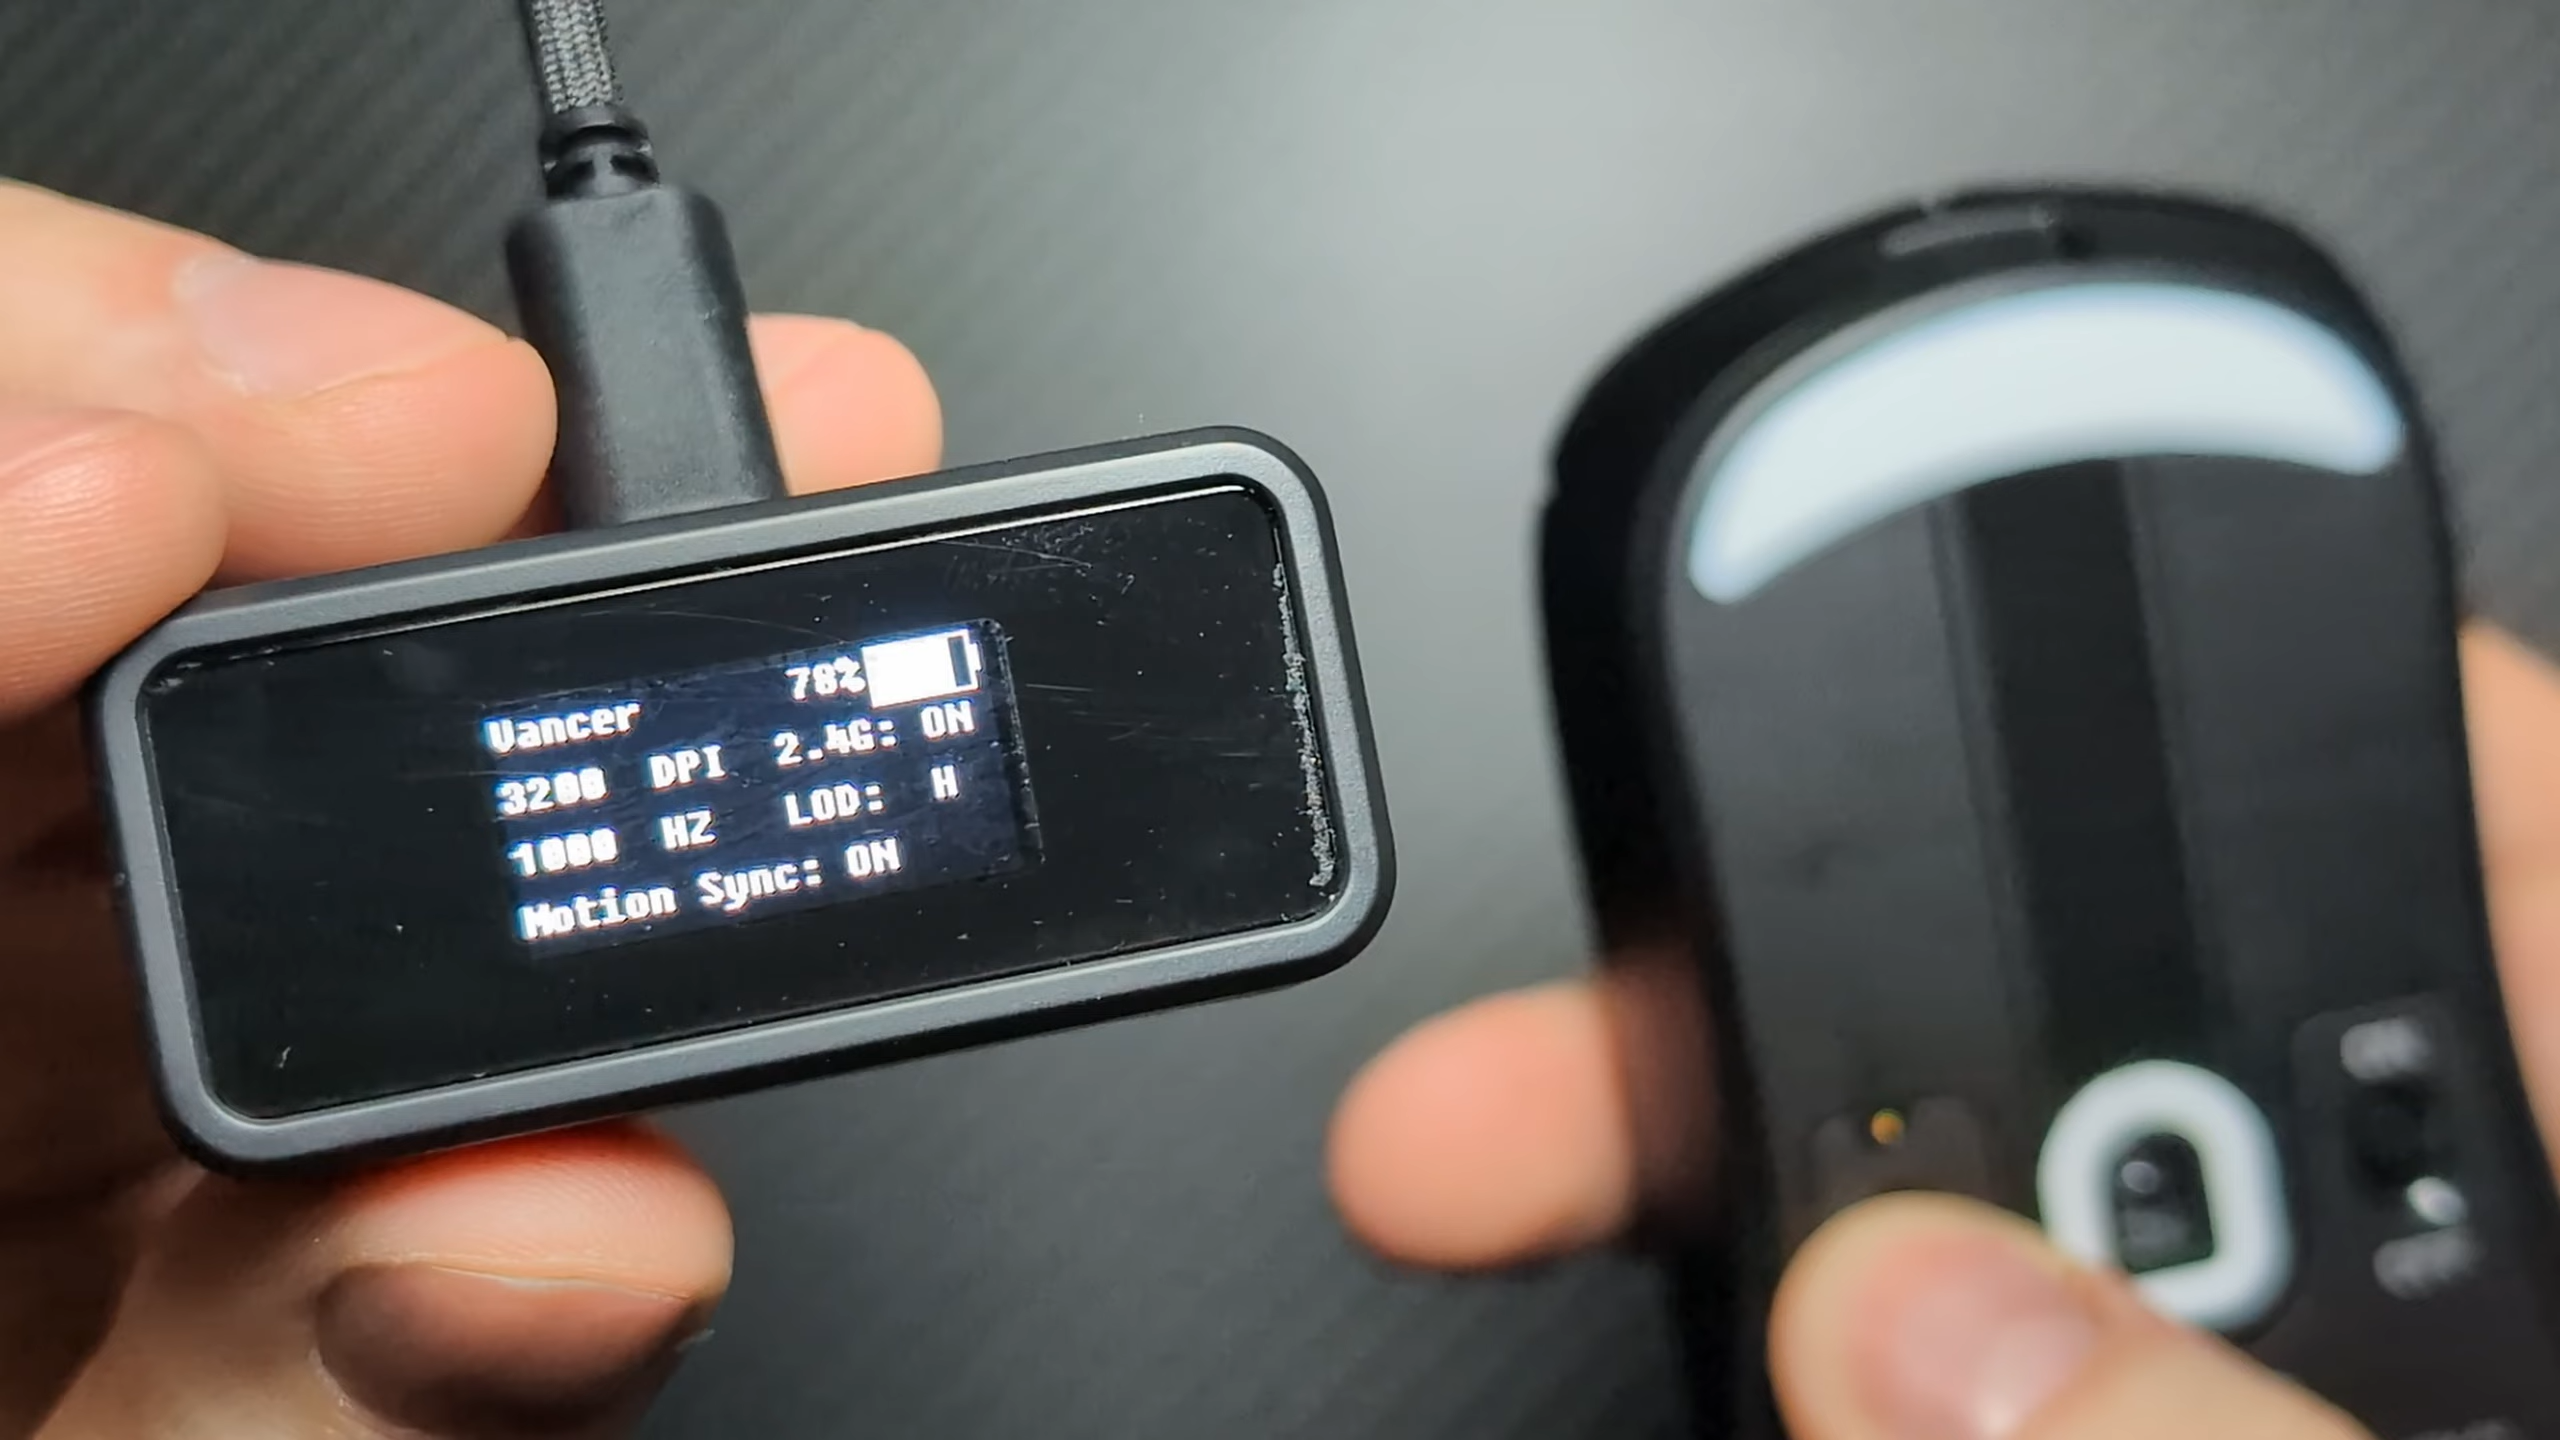 78%
Vancer
3200 DPI 2.4G: ON
1000 HZ LOD: H
Motion Sync: ON